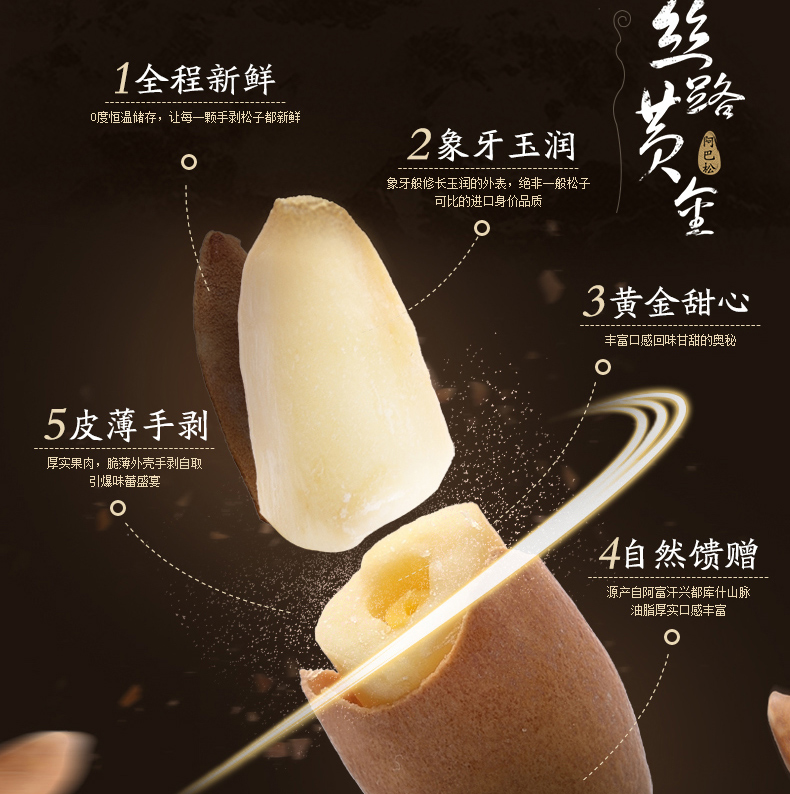 丝路
黄金
阿巴松
1全程新鲜
0度恒温储存，让每一颗手剥松子都新鲜
2象牙玉润
象牙般修长玉润的外表，绝非一般松子
可比的进口身价品质
3黄金甜心
丰富口感回味甘甜的奥秘
5皮薄手剥
厚实果肉，脆薄外壳手剥自取
引爆味蕾盛宴
4自然馈赠
源产自阿富汗兴都库什山脉
油脂厚实口感丰富